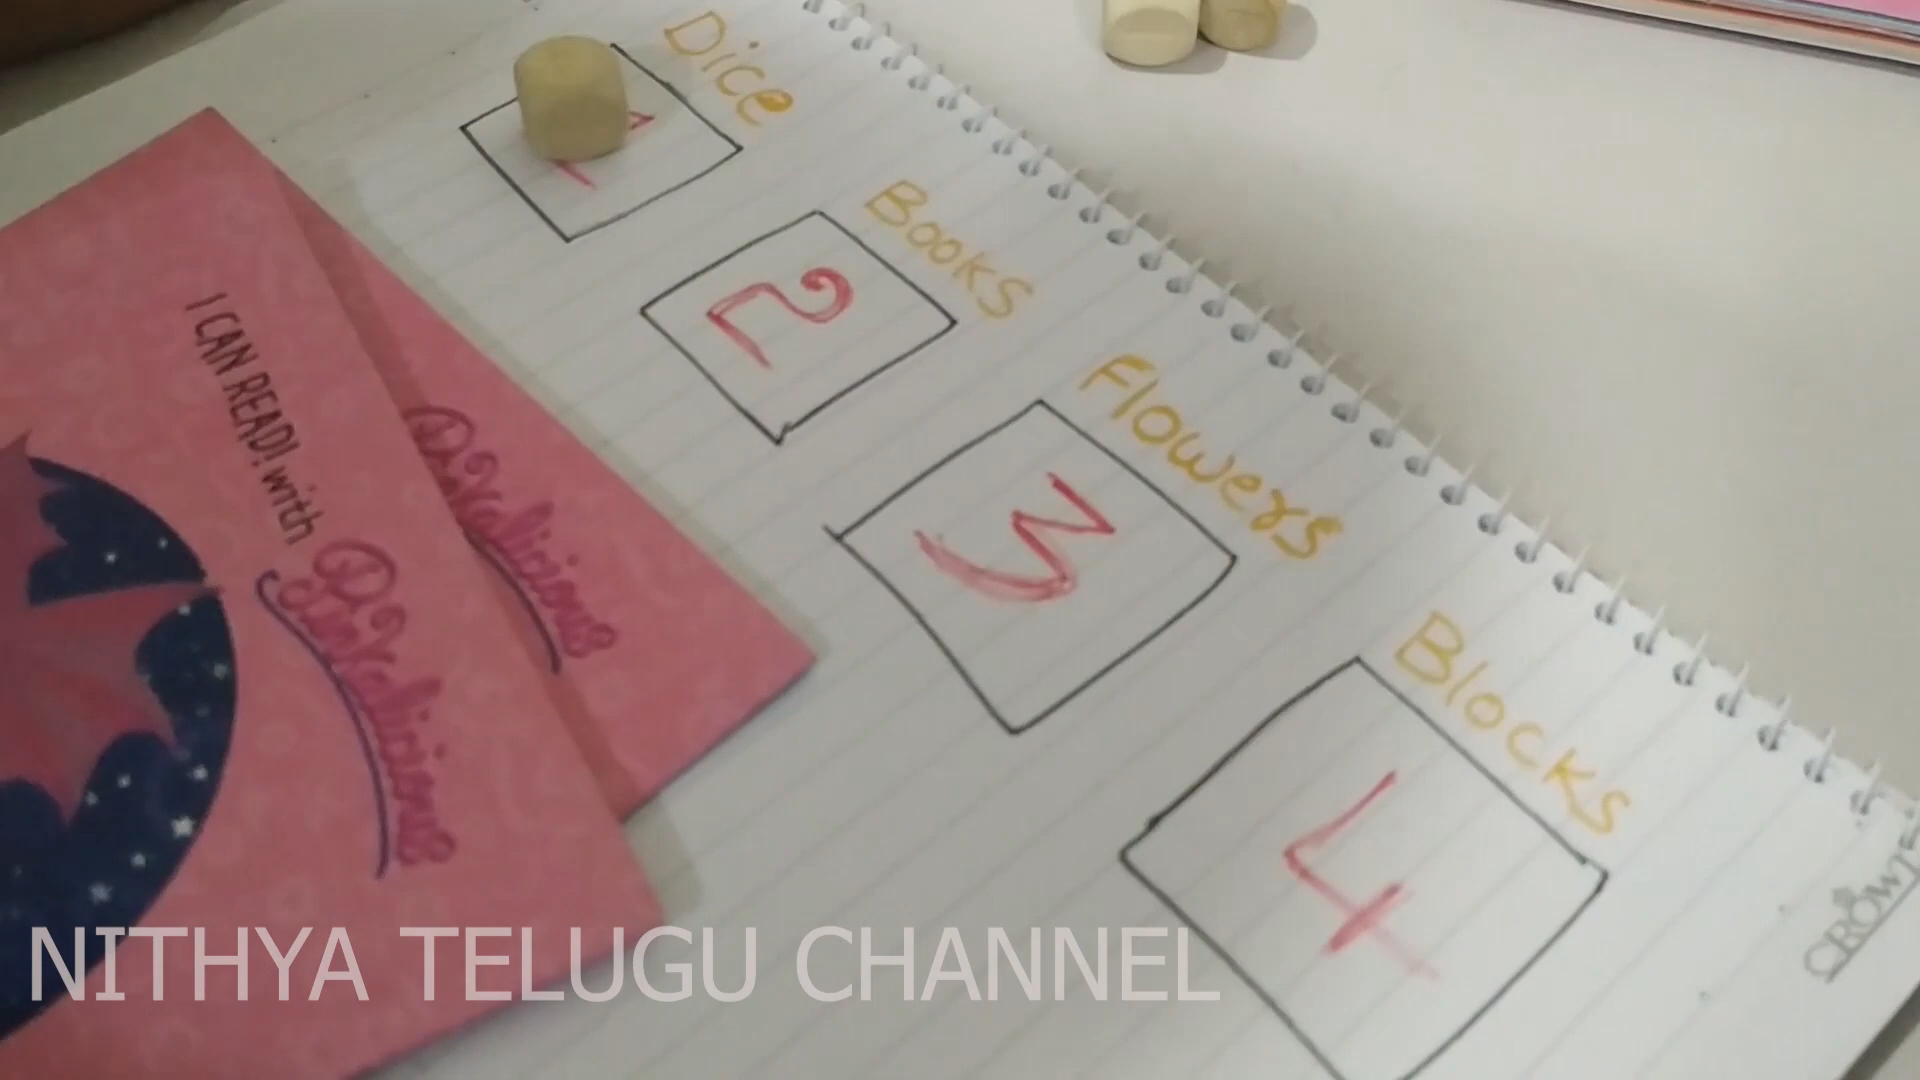 Dice
1
Books
2
Flowers
3
Blocks
4
I CAN READ! with
Pinkalicious
Pinkalicious
NITHYA TELUGU CHANNEL